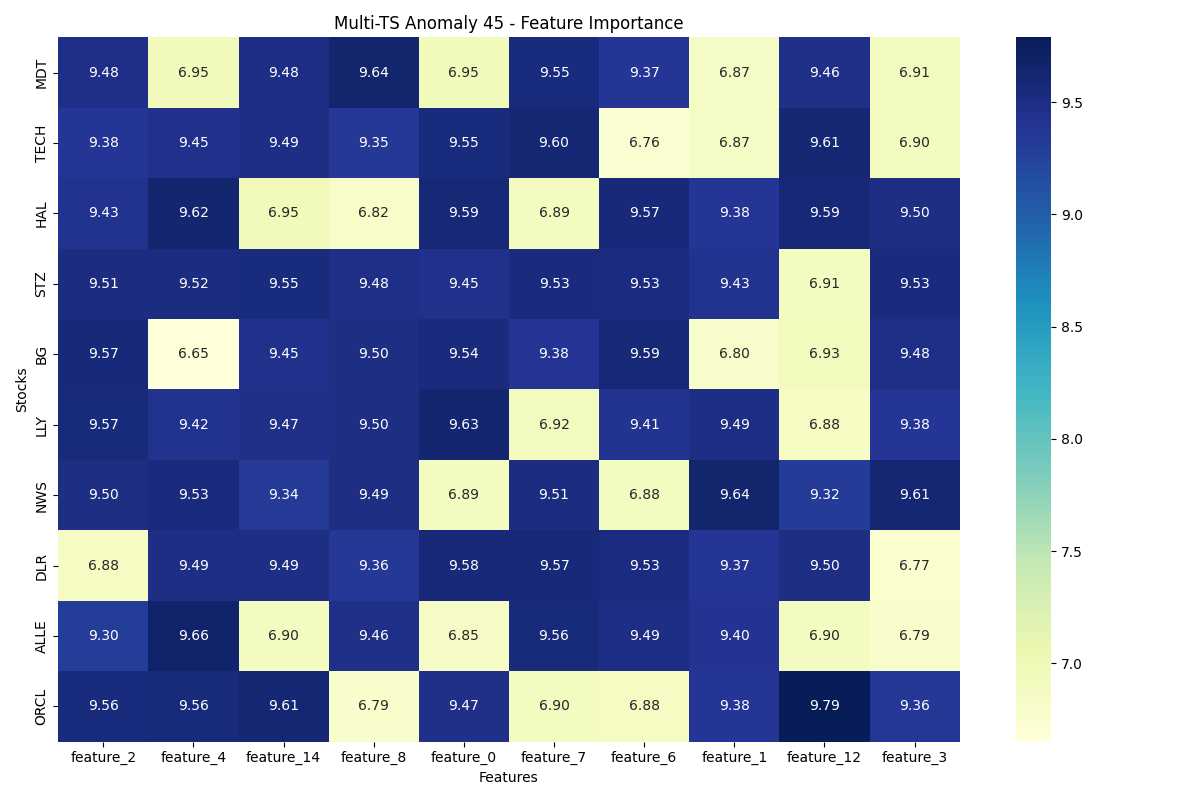 Multi-TS Anomaly 45 - Feature Importance
Stocks
MDT 9.48 6.95 9.48 9.64 6.95 9.55 9.37 6.87 9.46 6.91
TECH 9.38 9.45 9.49 9.35 9.55 9.60 6.76 6.87 9.61 6.90
HAL 9.43 9.62 6.95 6.82 9.59 6.89 9.57 9.38 9.59 9.50
STZ 9.51 9.52 9.55 9.48 9.45 9.53 9.53 9.43 6.91 9.53
BG 9.57 6.65 9.45 9.50 9.54 9.38 9.59 6.80 6.93 9.48
LLY 9.57 9.42 9.47 9.50 9.63 6.92 9.41 9.49 6.88 9.38
NWS 9.50 9.53 9.34 9.49 6.89 9.51 6.88 9.64 9.32 9.61
DLR 6.88 9.49 9.49 9.36 9.58 9.57 9.53 9.37 9.50 6.77
ALLE 9.30 9.66 6.90 9.46 6.85 9.56 9.49 9.40 6.90 6.79
ORCL 9.56 9.56 9.61 6.79 9.47 6.90 6.88 9.38 9.79 9.36
feature_2 feature_4 feature_14 feature_8 feature_0 feature_7 feature_6 feature_1 feature_12 feature_3
Features
9.5
9.0
8.5
8.0
7.5
7.0